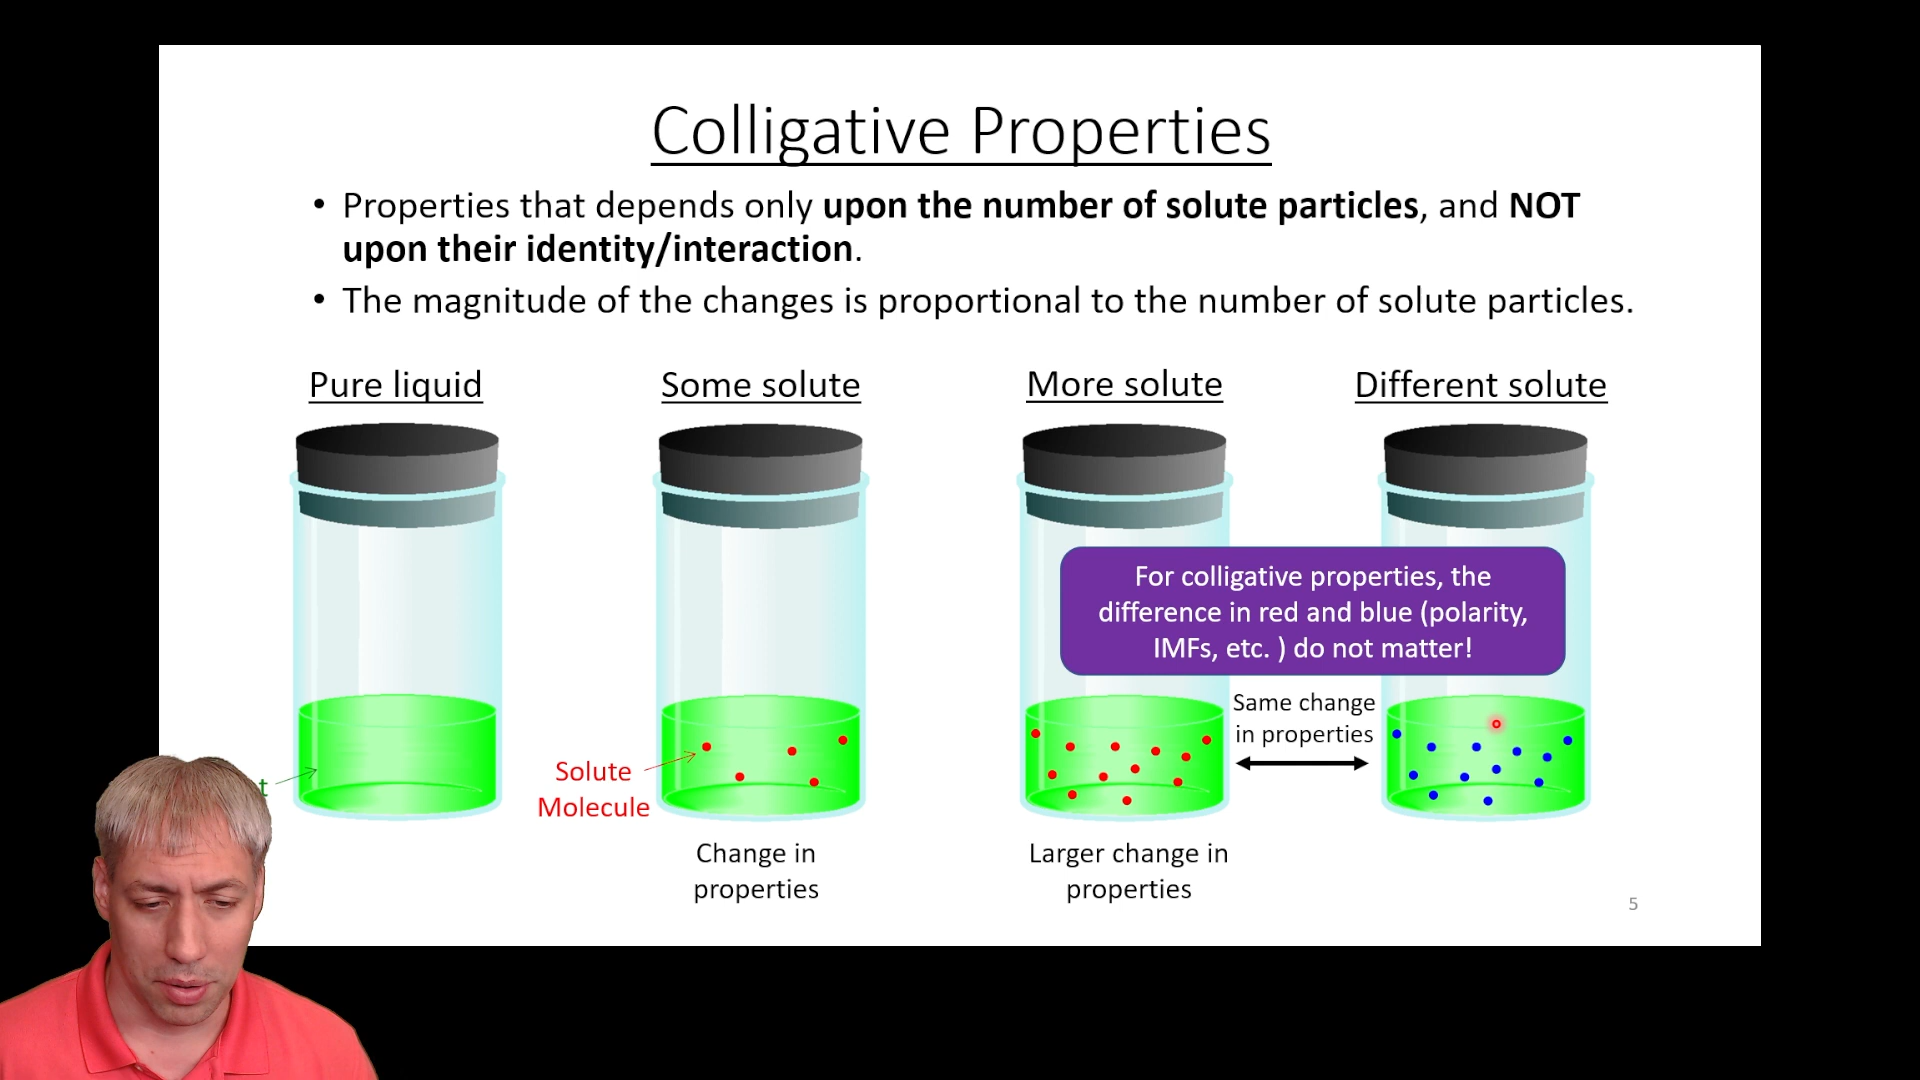 Colligative Properties
• Properties that depends only upon the number of solute particles, and NOT
upon their identity/interaction.
• The magnitude of the changes is proportional to the number of solute particles.
Pure liquid
Some solute
More solute
Different solute
For colligative properties, the
difference in red and blue (polarity,
IMFs, etc. ) do not matter!
Same change
in properties
Solute
Molecule
t
Change in
properties
Larger change in
properties
5